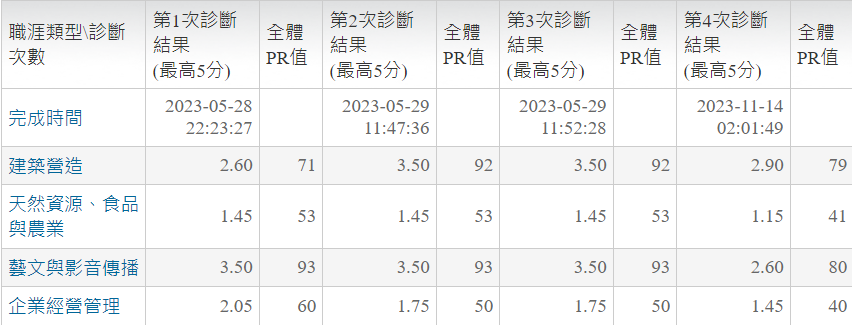 職涯類型\診斷次數 第1次診斷結果(最高5分) 全體PR值 第2次診斷結果(最高5分) 全體PR值 第3次診斷結果(最高5分) 全體PR值 第4次診斷結果(最高5分) 全體PR值
完成時間 2023-05-28 22:23:27 2023-05-29 11:47:36 2023-05-29 11:52:28 2023-11-14 02:01:49
建築營造 2.60 71 3.50 92 3.50 92 2.90 79
天然資源、食品與農業 1.45 53 1.45 53 1.45 53 1.15 41
藝文與影音傳播 3.50 93 3.50 93 3.50 93 2.60 80
企業經營管理 2.05 60 1.75 50 1.75 50 1.45 40